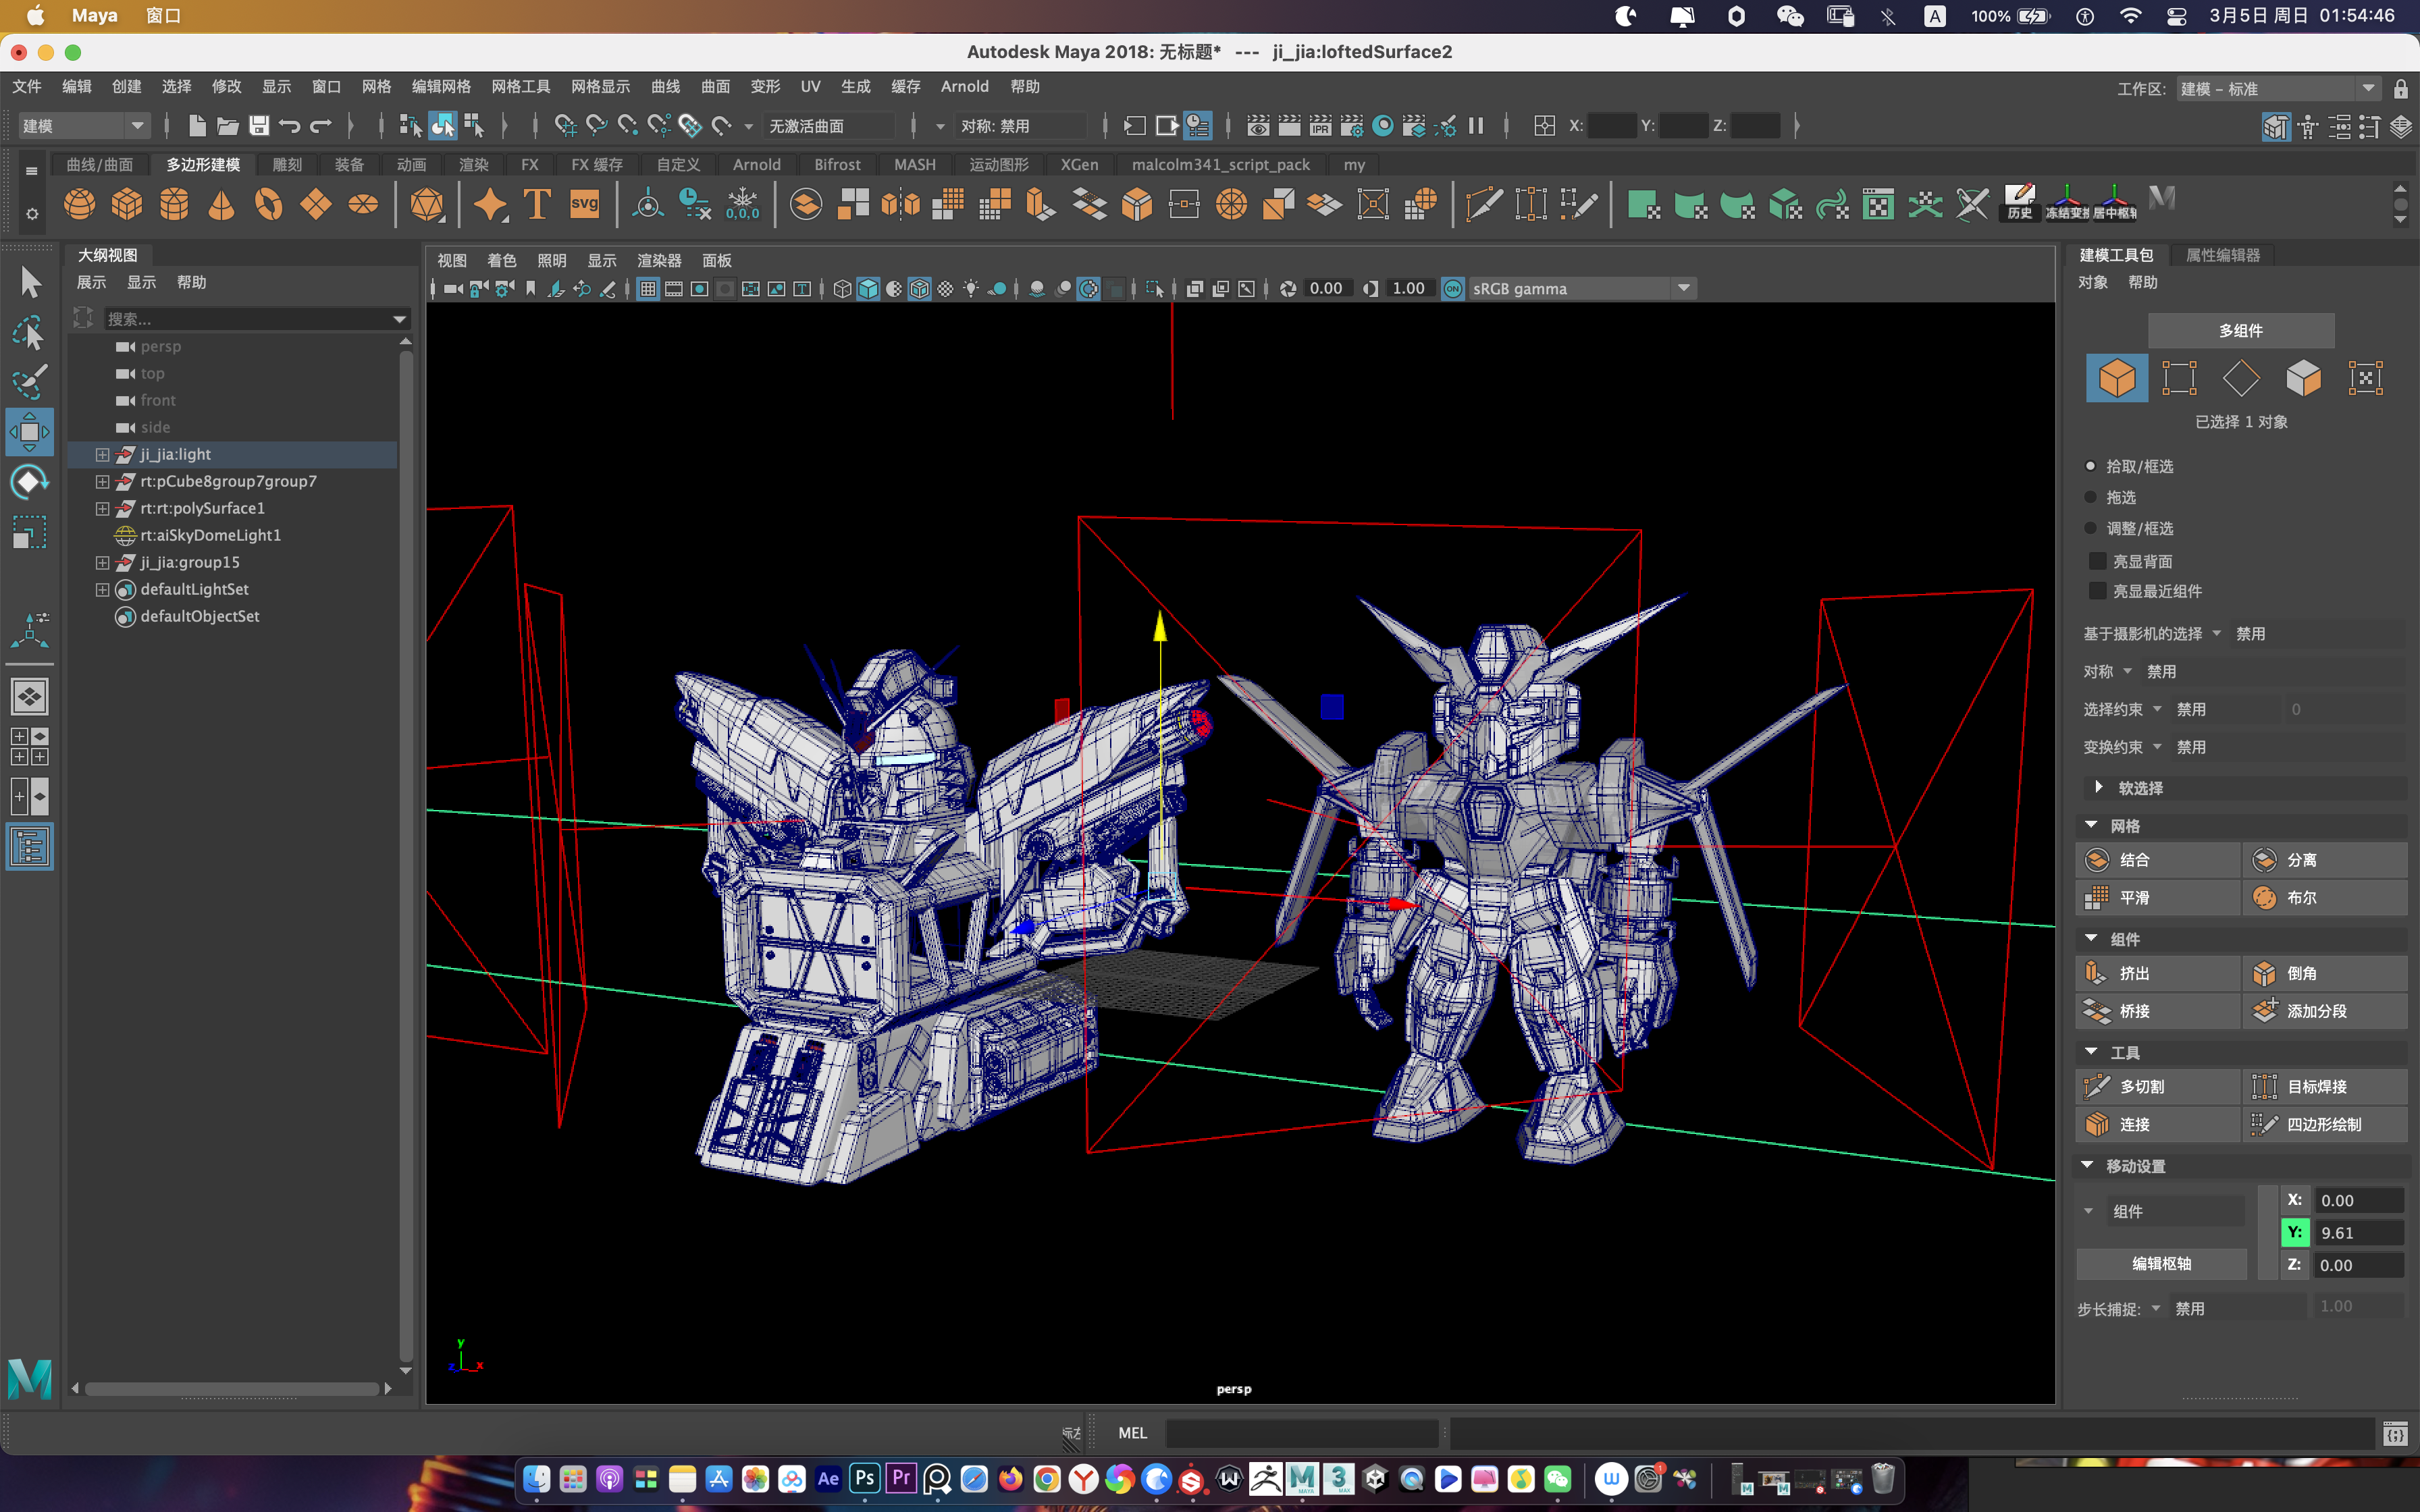 Maya 窗口
A 100% 3月5日 周日 01:54:46
Autodesk Maya 2018: 无标题* --- ji_jia:loftedSurface2
文件 编辑 创建 选择 修改 显示 窗口 网格 编辑网格 网格工具 网格显示 曲线 曲面 变形 UV 生成 缓存 Arnold 帮助
工作区: 建模 – 标准
建模 无激活曲面 对称: 禁用 IPR X: Y: Z:
曲线/曲面 多边形建模 雕刻 装备 动画 渲染 FX FX 缓存 自定义 Arnold Bifrost MASH 运动图形 XGen malcolm341_script_pack my
T svg 0,0,0 历史 冻结变换 居中枢轴
大纲视图
展示 显示 帮助
搜索...
persp
top
front
side
ji_jia:light
rt:pCube8group7group7
rt:rt:polySurface1
rt:aiSkyDomeLight1
ji_jia:group15
defaultLightSet
defaultObjectSet
视图 着色 照明 显示 渲染器 面板
0.00 1.00 ON sRGB gamma
y
z x
persp
建模工具包 属性编辑器
对象 帮助
多组件
已选择 1 对象
拾取/框选
拖选
调整/框选
亮显背面
亮显最近组件
基于摄影机的选择 禁用
对称 禁用
选择约束 禁用 0
变换约束 禁用
软选择
网格
结合 分离
平滑 布尔
组件
挤出 倒角
桥接 添加分段
工具
多切割 目标焊接
连接 四边形绘制
移动设置
组件
X: 0.00
Y: 9.61
Z: 0.00
编辑枢轴
步长捕捉: 禁用 1.00
MEL
Ae Ps Pr M 3